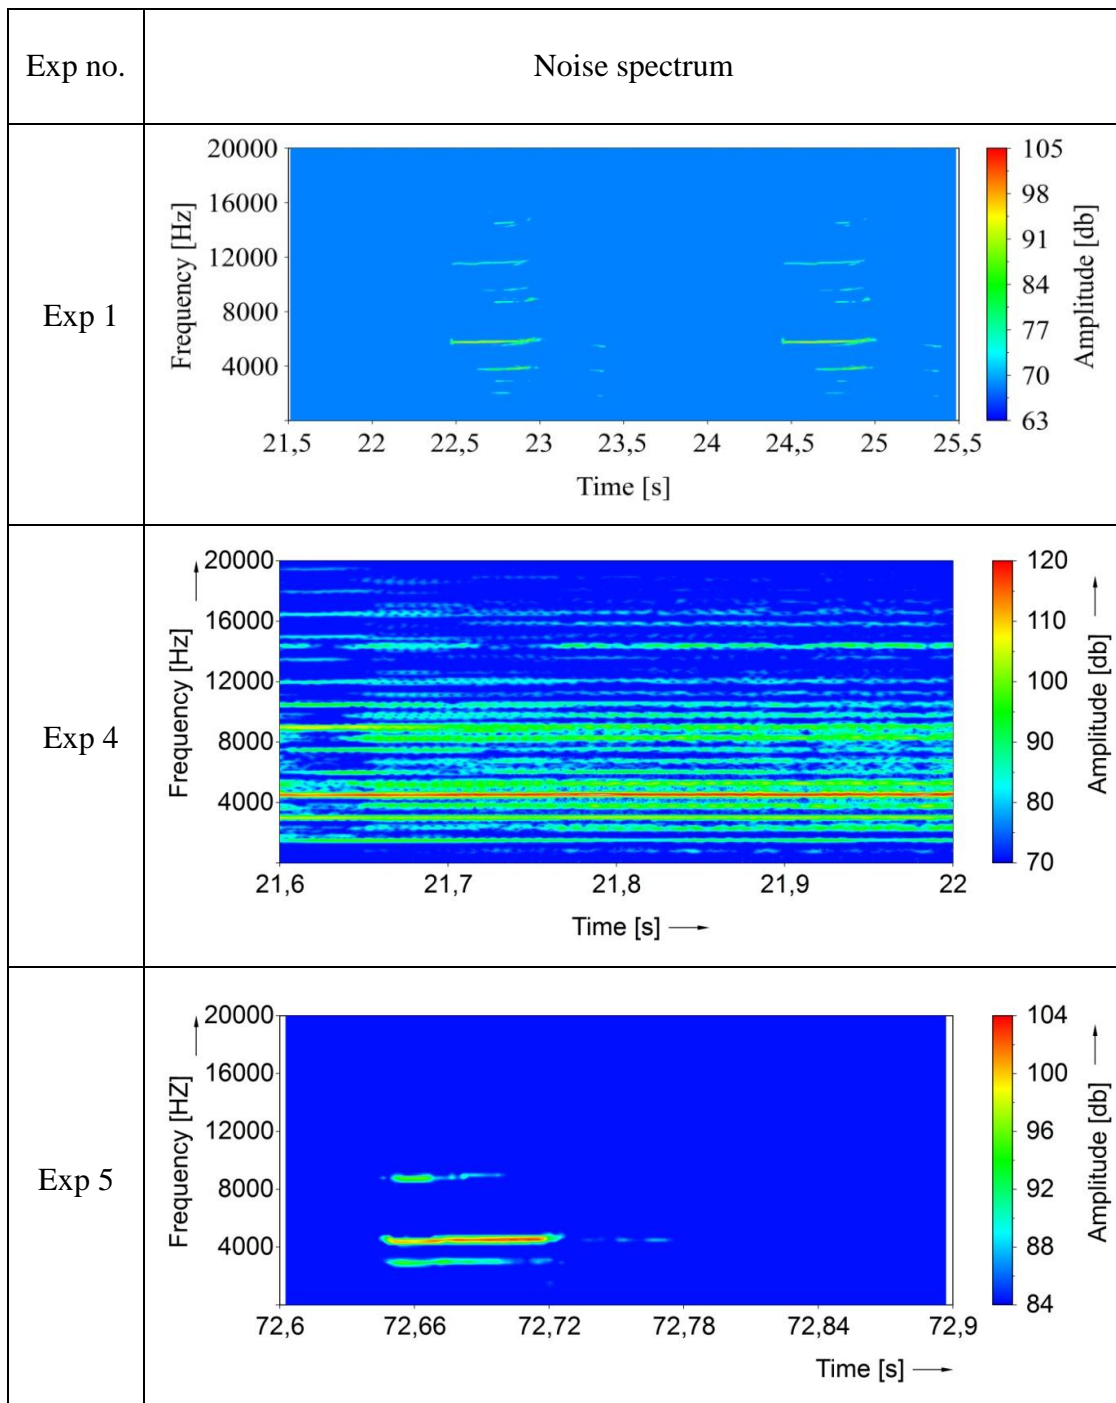 Exp no.
Noise spectrum
Exp 1
20000
16000
12000
8000
4000
Frequency [Hz]
21,5 22 22,5 23 23,5 24 24,5 25 25,5
Time [s]
105
98
91
84
77
70
63
Amplitude [db]
Exp 4
20000
16000
12000
8000
4000
Frequency [Hz]
21,6 21,7 21,8 21,9 22
Time [s]
120
110
100
90
80
70
Amplitude [db]
Exp 5
20000
16000
12000
8000
4000
Frequency [HZ]
72,6 72,66 72,72 72,78 72,84 72,9
Time [s]
104
100
96
92
88
84
Amplitude [db]